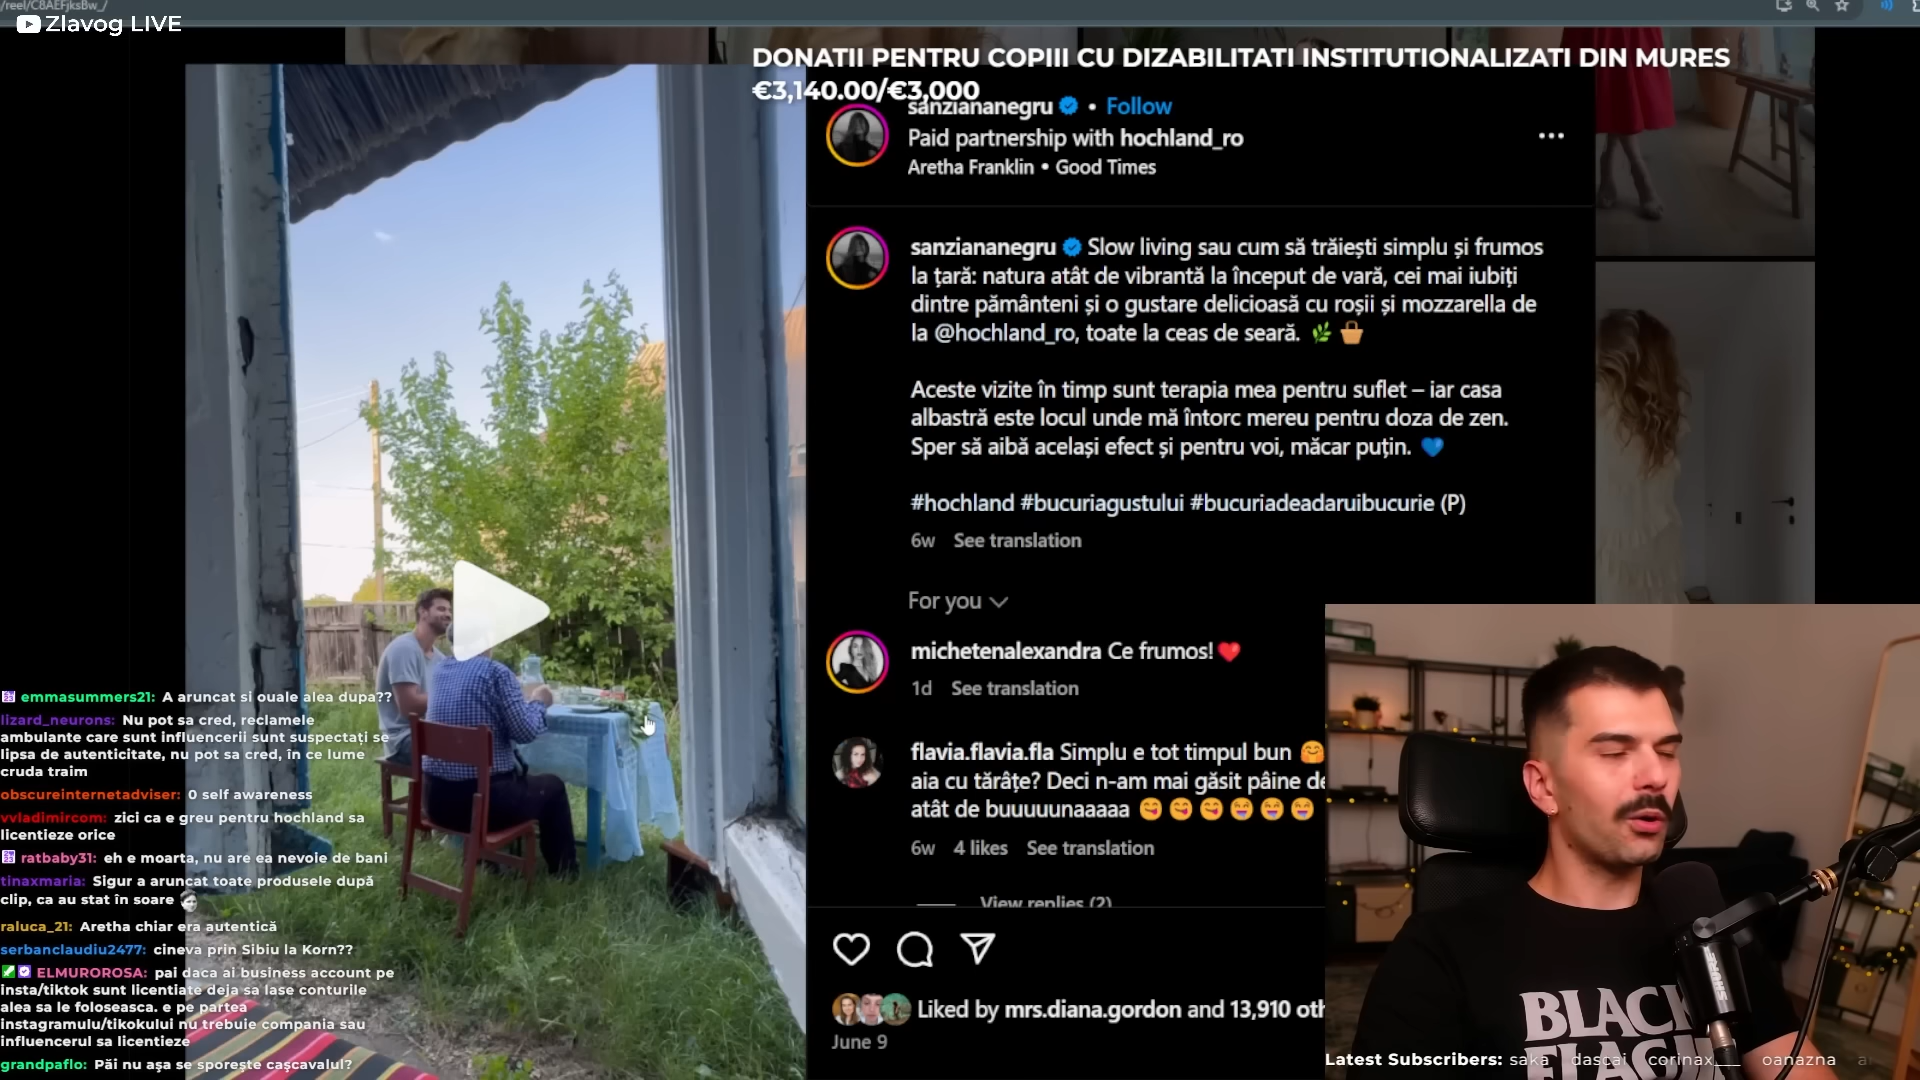 /reel/C8AEFjksBw_/
Zlavog LIVE
DONATII PENTRU COPIII CU DIZABILITATI INSTITUTIONALIZATI DIN MURES
€3,140.00/€3,000
sanziananegru • Follow
Paid partnership with hochland_ro
Aretha Franklin • Good Times
sanziananegru Slow living sau cum să trăiești simplu și frumos
la țară: natura atât de vibrantă la început de vară, cei mai iubiți
dintre pământeni și o gustare delicioasă cu roșii și mozzarella de
la @hochland_ro, toate la ceas de seară. 🌿 🧺
Aceste vizite în timp sunt terapia mea pentru suflet – iar casa
albastră este locul unde mă întorc mereu pentru doza de zen.
Sper să aibă același efect și pentru voi, măcar puțin. 💙
#hochland #bucuriagustului #bucuriadeadaruibucurie (P)
6w See translation
For you
michetenalexandra Ce frumos!❤️
1d See translation
flavia.flavia.fla Simplu e tot timpul bun 🤗
aia cu tărâțe? Deci n-am mai găsit pâine de
atât de buuuuunaaaaa 😋😋😋😝😝😝
6w 4 likes See translation
View replies (2)
Liked by mrs.diana.gordon and 13,910 oth
June 9
emmasummers21: A aruncat si ouale alea dupa??
lizard_neurons: Nu pot sa cred, reclamele
ambulante care sunt influencerii sunt suspectați se
lipsa de autenticitate, nu pot sa cred, în ce lume
cruda traim
obscureinternetadviser: 0 self awareness
vvladimircom: zici ca e greu pentru hochland sa
licentieze orice
ratbaby31: eh e moarta, nu are ea nevoie de bani
tinaxmaria: Sigur a aruncat toate produsele după
clip, ca au stat în soare
raluca_21: Aretha chiar era autentică
serbanclaudiu2477: cineva prin Sibiu la Korn??
ELMUROROSA: pai daca ai business account pe
insta/tiktok sunt licentiate deja sa lase conturile
alea sa le foloseasca. e pe partea
instagramulu/tikokului nu trebuie compania sau
influencerul sa licentieze
grandpaflo: Păi nu așa se sporește cașcavalul?
SHURE
BLACK
FLAG
Latest Subscribers: saka dascai corinax___ oanazna